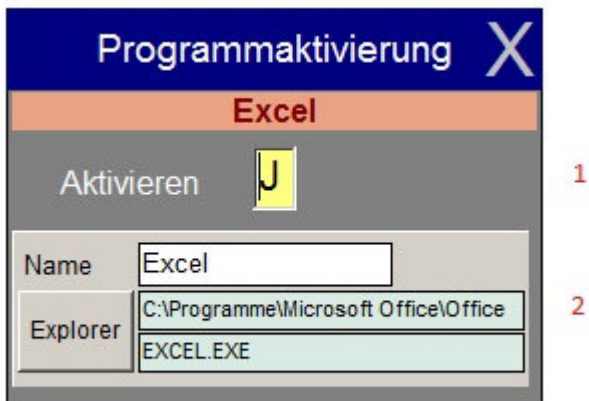 Programmaktivierung X
Excel
Aktivieren J 1
Name Excel
C:\Programme\Microsoft Office\Office 2
Explorer
EXCEL.EXE